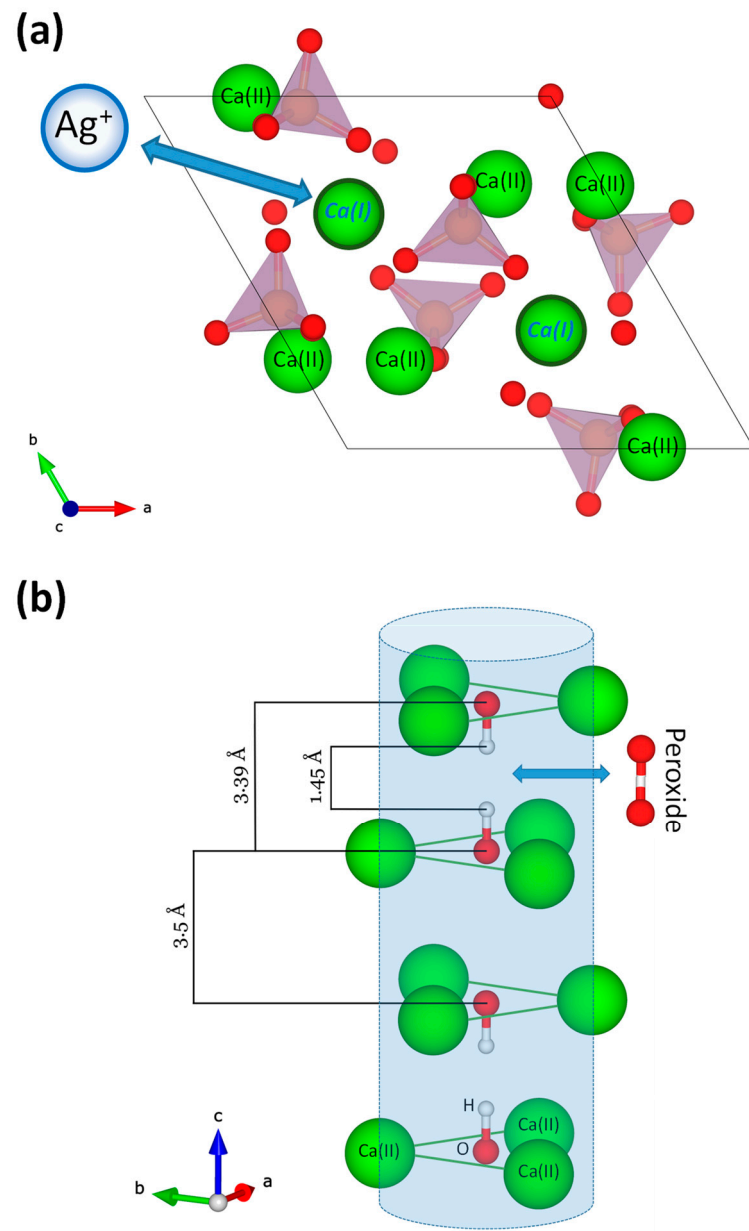 (a)
Ag+
Ca(II)
Ca(I)
Ca(II)
Ca(II)
Ca(II)
Ca(II)
Ca(I)
Ca(II)
b
c
a
(b)
3.39 Å
1.45 Å
3.5 Å
Peroxide
H
O
Ca(II)
Ca(II)
Ca(II)
c
b
a